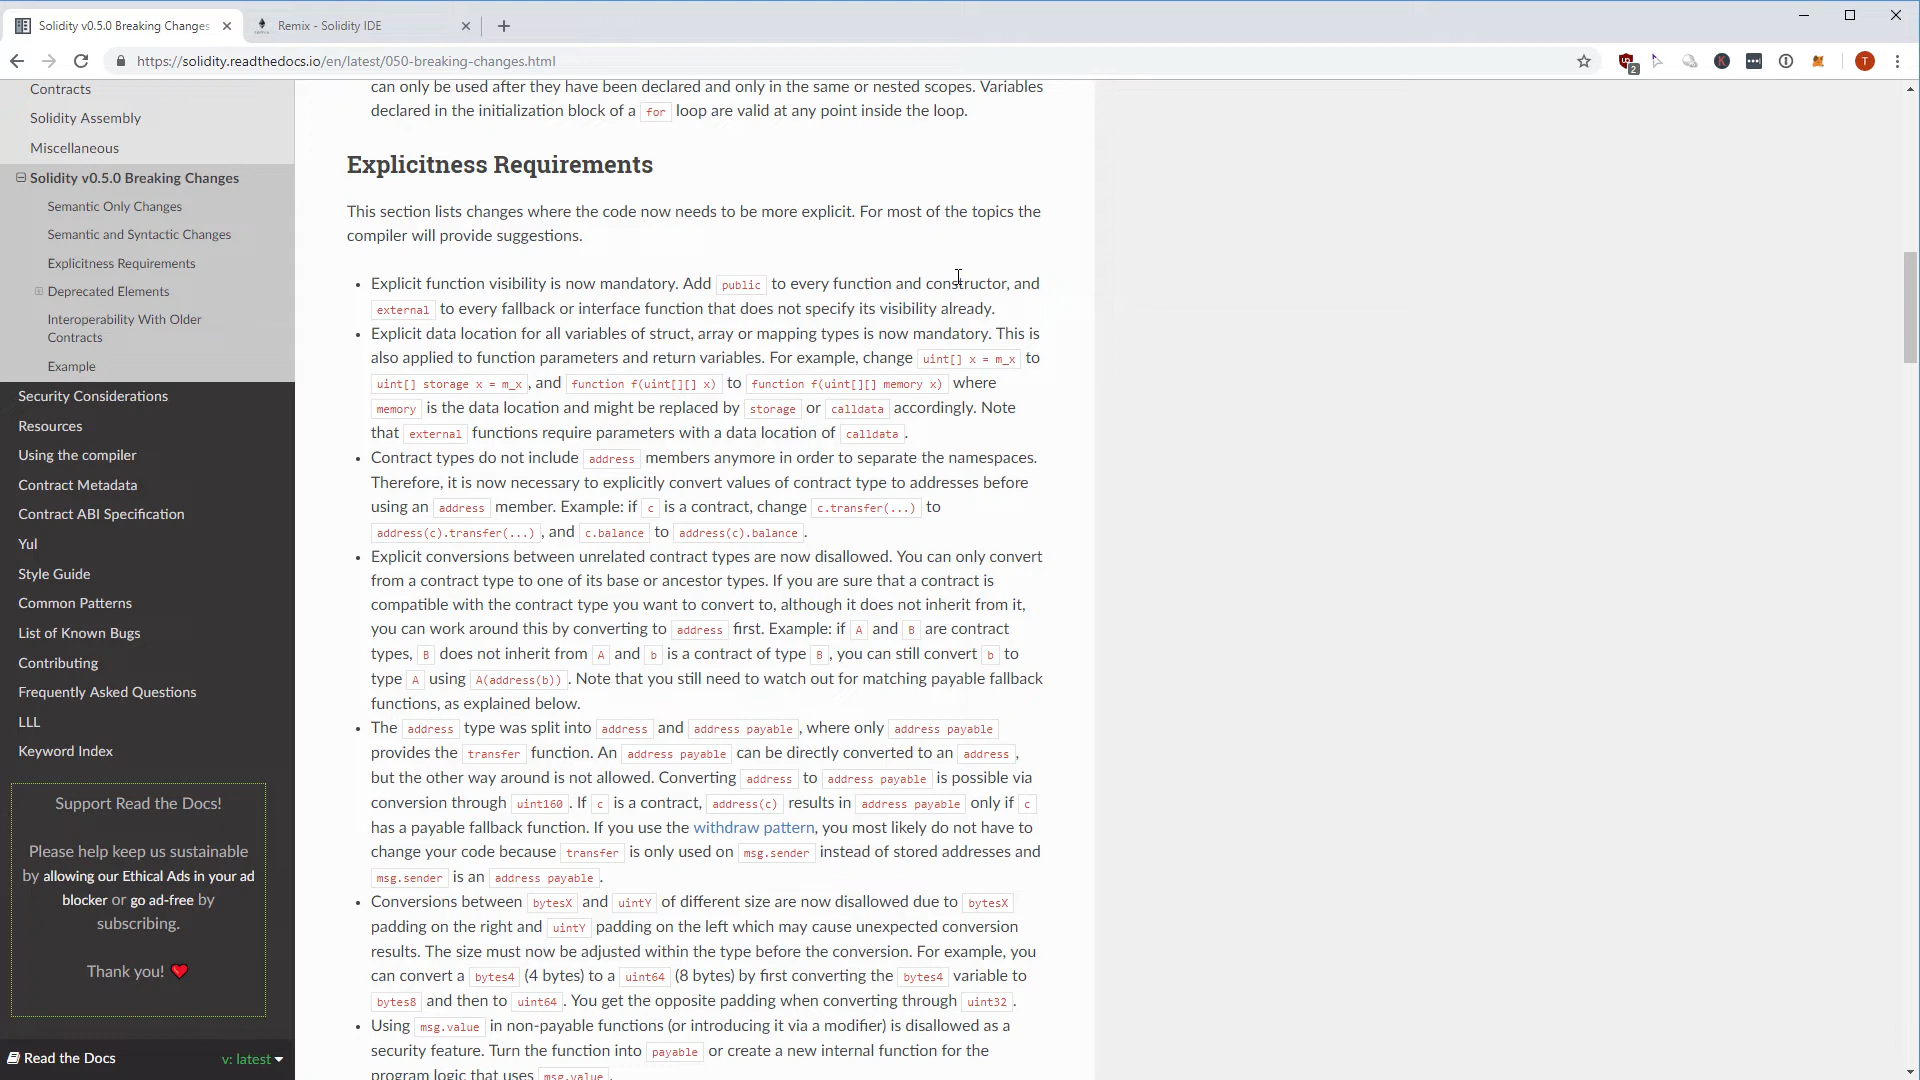 Solidity v0.5.0 Breaking Changes
Remix - Solidity IDE
https://solidity.readthedocs.io/en/latest/050-breaking-changes.html
2
T
Contracts
Solidity Assembly
Miscellaneous
Solidity v0.5.0 Breaking Changes
Semantic Only Changes
Semantic and Syntactic Changes
Explicitness Requirements
Deprecated Elements
Interoperability With Older
Contracts
Example
Security Considerations
Resources
Using the compiler
Contract Metadata
Contract ABI Specification
Yul
Style Guide
Common Patterns
List of Known Bugs
Contributing
Frequently Asked Questions
LLL
Keyword Index
Support Read the Docs!
Please help keep us sustainable
by allowing our Ethical Ads in your ad
blocker or go ad-free by
subscribing.
Thank you! ❤
Read the Docs
v: latest
can only be used after they have been declared and only in the same or nested scopes. Variables
declared in the initialization block of a for loop are valid at any point inside the loop.
Explicitness Requirements
This section lists changes where the code now needs to be more explicit. For most of the topics the
compiler will provide suggestions.
• Explicit function visibility is now mandatory. Add public to every function and constructor, and
external to every fallback or interface function that does not specify its visibility already.
• Explicit data location for all variables of struct, array or mapping types is now mandatory. This is
also applied to function parameters and return variables. For example, change uint[] x = m_x to
uint[] storage x = m_x , and function f(uint[][] x) to function f(uint[][] memory x) where
memory is the data location and might be replaced by storage or calldata accordingly. Note
that external functions require parameters with a data location of calldata .
• Contract types do not include address members anymore in order to separate the namespaces.
Therefore, it is now necessary to explicitly convert values of contract type to addresses before
using an address member. Example: if c is a contract, change c.transfer(...) to
address(c).transfer(...) , and c.balance to address(c).balance .
• Explicit conversions between unrelated contract types are now disallowed. You can only convert
from a contract type to one of its base or ancestor types. If you are sure that a contract is
compatible with the contract type you want to convert to, although it does not inherit from it,
you can work around this by converting to address first. Example: if A and B are contract
types, B does not inherit from A and b is a contract of type B , you can still convert b to
type A using A(address(b)) . Note that you still need to watch out for matching payable fallback
functions, as explained below.
• The address type was split into address and address payable , where only address payable
provides the transfer function. An address payable can be directly converted to an address ,
but the other way around is not allowed. Converting address to address payable is possible via
conversion through uint160 . If c is a contract, address(c) results in address payable only if c
has a payable fallback function. If you use the withdraw pattern, you most likely do not have to
change your code because transfer is only used on msg.sender instead of stored addresses and
msg.sender is an address payable .
• Conversions between bytesX and uintY of different size are now disallowed due to bytesX
padding on the right and uintY padding on the left which may cause unexpected conversion
results. The size must now be adjusted within the type before the conversion. For example, you
can convert a bytes4 (4 bytes) to a uint64 (8 bytes) by first converting the bytes4 variable to
bytes8 and then to uint64 . You get the opposite padding when converting through uint32 .
• Using msg.value in non-payable functions (or introducing it via a modifier) is disallowed as a
security feature. Turn the function into payable or create a new internal function for the
program logic that uses msg.value .